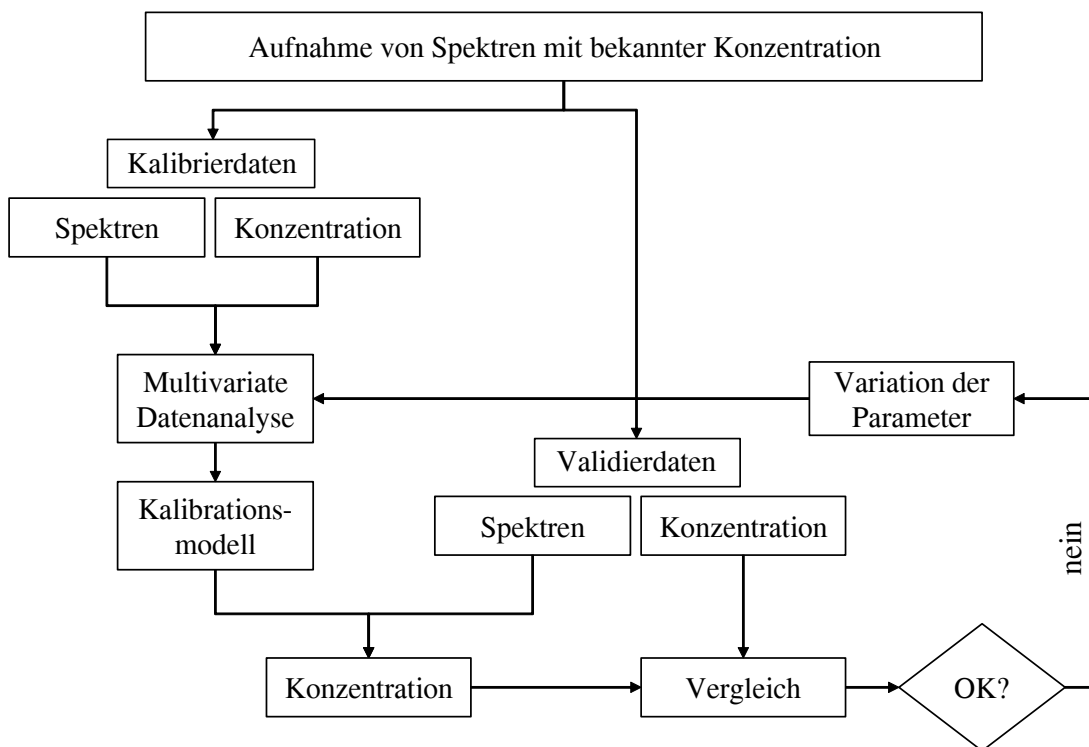 Aufnahme von Spektren mit bekannter Konzentration
Kalibrierdaten
Spektren
Konzentration
Multivariate
Datenanalyse
Variation der
Parameter
Validierdaten
Kalibrations-
modell
Spektren
Konzentration
nein
Konzentration
Vergleich
OK?